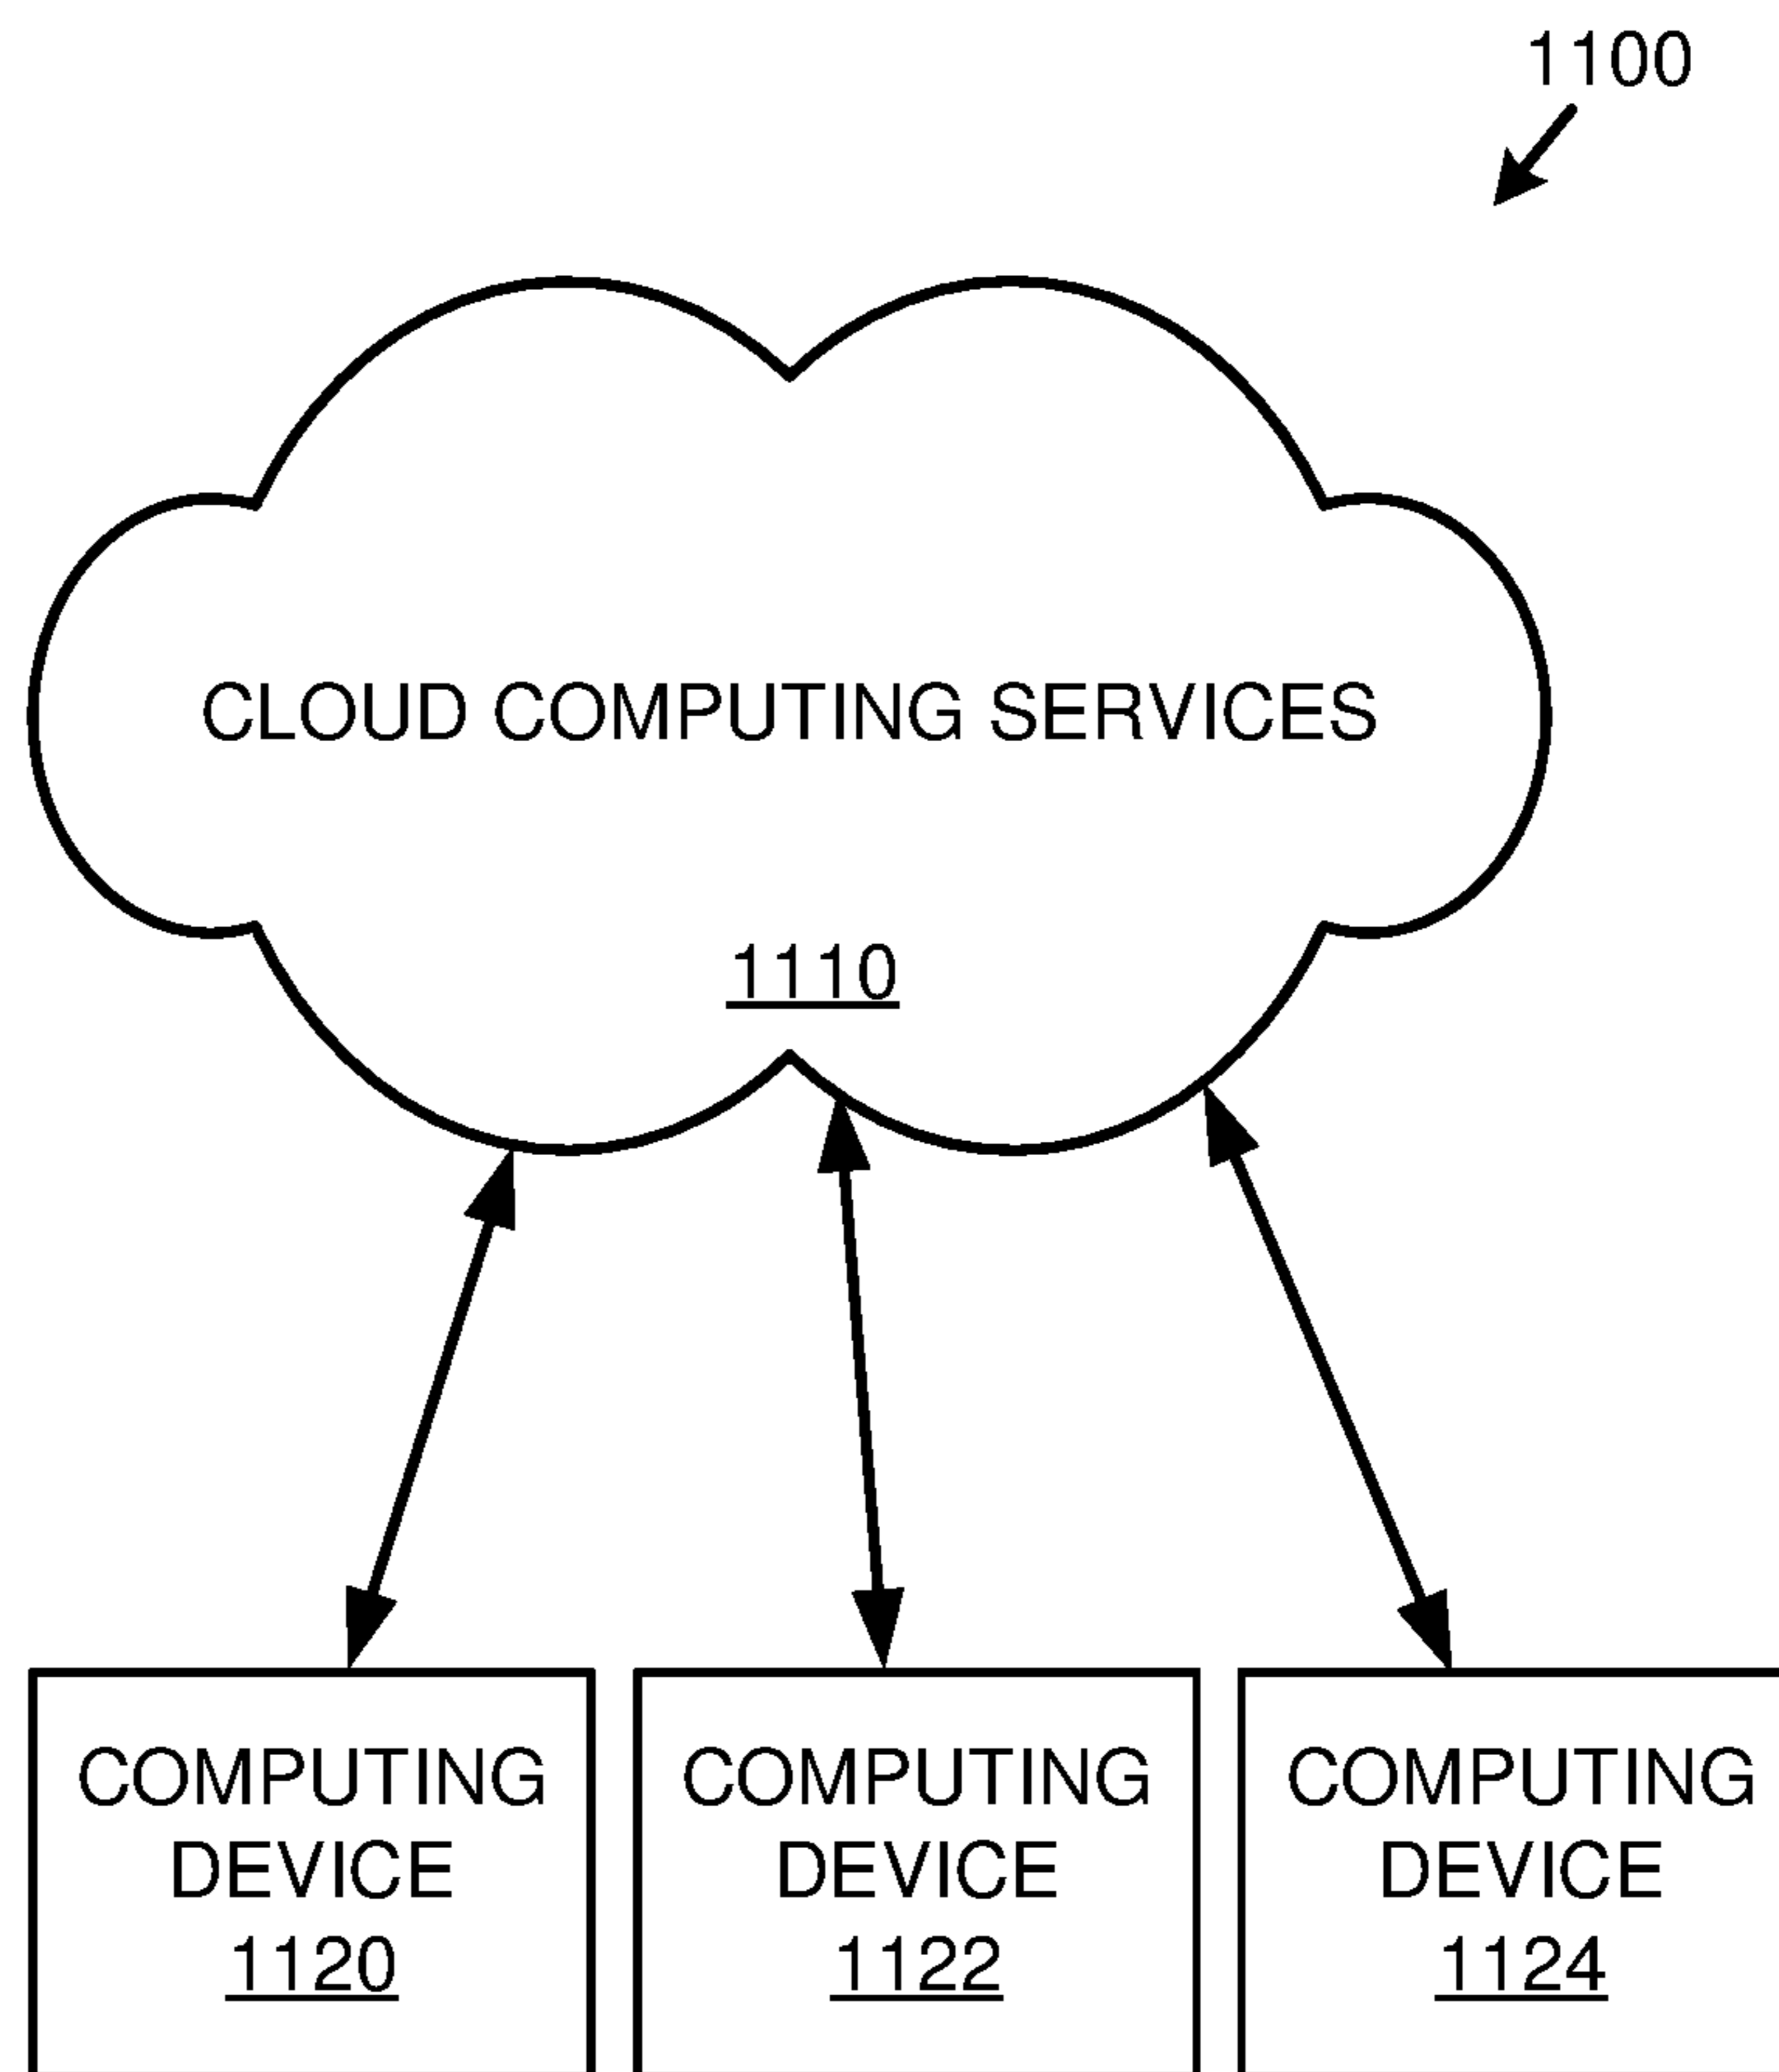 1100
CLOUD COMPUTING SERVICES
1110
COMPUTING
DEVICE
1120
COMPUTING
DEVICE
1122
COMPUTING
DEVICE
1124